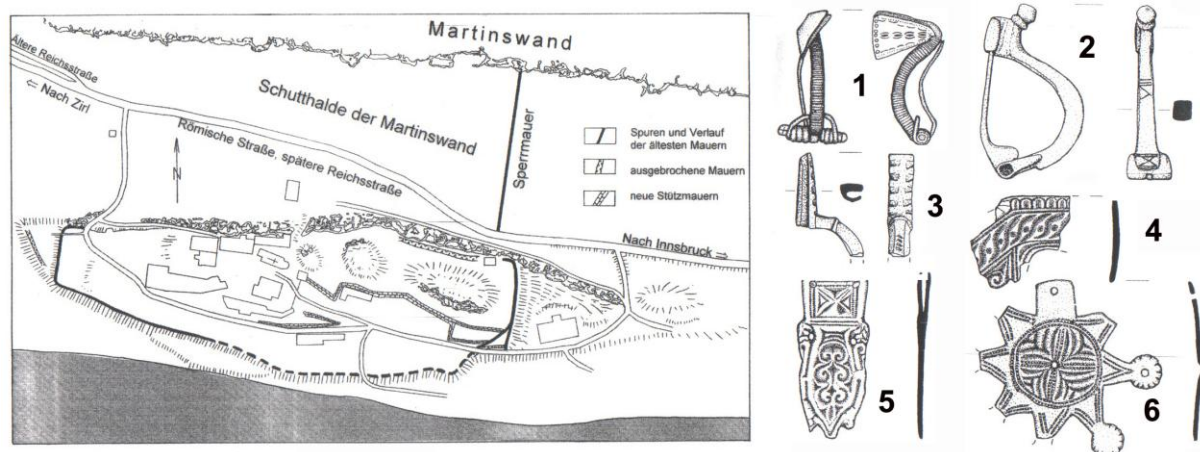 Martinswand
Ältere Reichsstraße
⇐ Nach Zirl
Schutthalde der Martinswand
Römische Straße, spätere Reichsstraße
N
Sperrmauer
Spuren und Verlauf
der ältesten Mauern
ausgebrochene Mauern
neue Stützmauern
Nach Innsbruck →
1
2
3
4
5
6